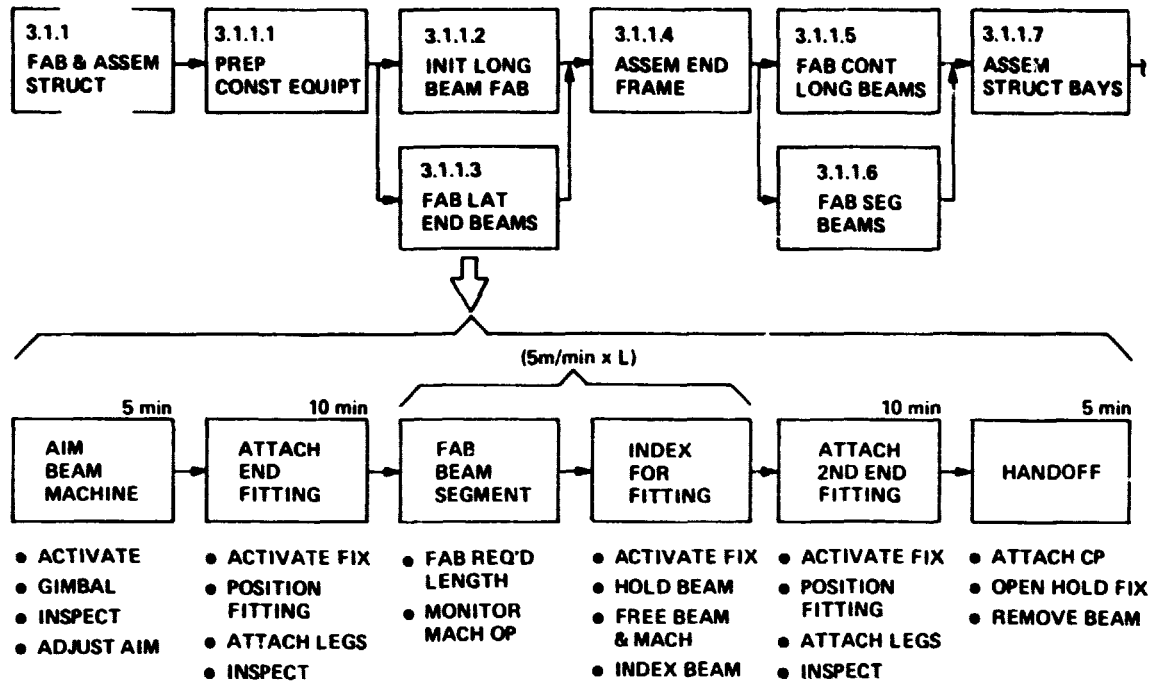 3.1.1
FAB & ASSEM
STRUCT
3.1.1.1
PREP
CONST EQUIPT
3.1.1.2
INIT LONG
BEAM FAB
3.1.1.4
ASSEM END
FRAME
3.1.1.5
FAB CONT
LONG BEAMS
3.1.1.7
ASSEM
STRUCT BAYS
3.1.1.3
FAB LAT
END BEAMS
3.1.1.6
FAB SEG
BEAMS
(5m/min x L)
5 min
AIM
BEAM
MACHINE
10 min
ATTACH
END
FITTING
FAB
BEAM
SEGMENT
INDEX
FOR
FITTING
10 min
ATTACH
2ND END
FITTING
5 min
HANDOFF
● ACTIVATE
● GIMBAL
● INSPECT
● ADJUST AIM
● ACTIVATE FIX
● POSITION
FITTING
● ATTACH LEGS
● INSPECT
● FAB REQ'D
LENGTH
● MONITOR
MACH OP
● ACTIVATE FIX
● HOLD BEAM
● FREE BEAM
& MACH
● INDEX BEAM
● ACTIVATE FIX
● POSITION
FITTING
● ATTACH LEGS
● INSPECT
● ATTACH CP
● OPEN HOLD FIX
● REMOVE BEAM